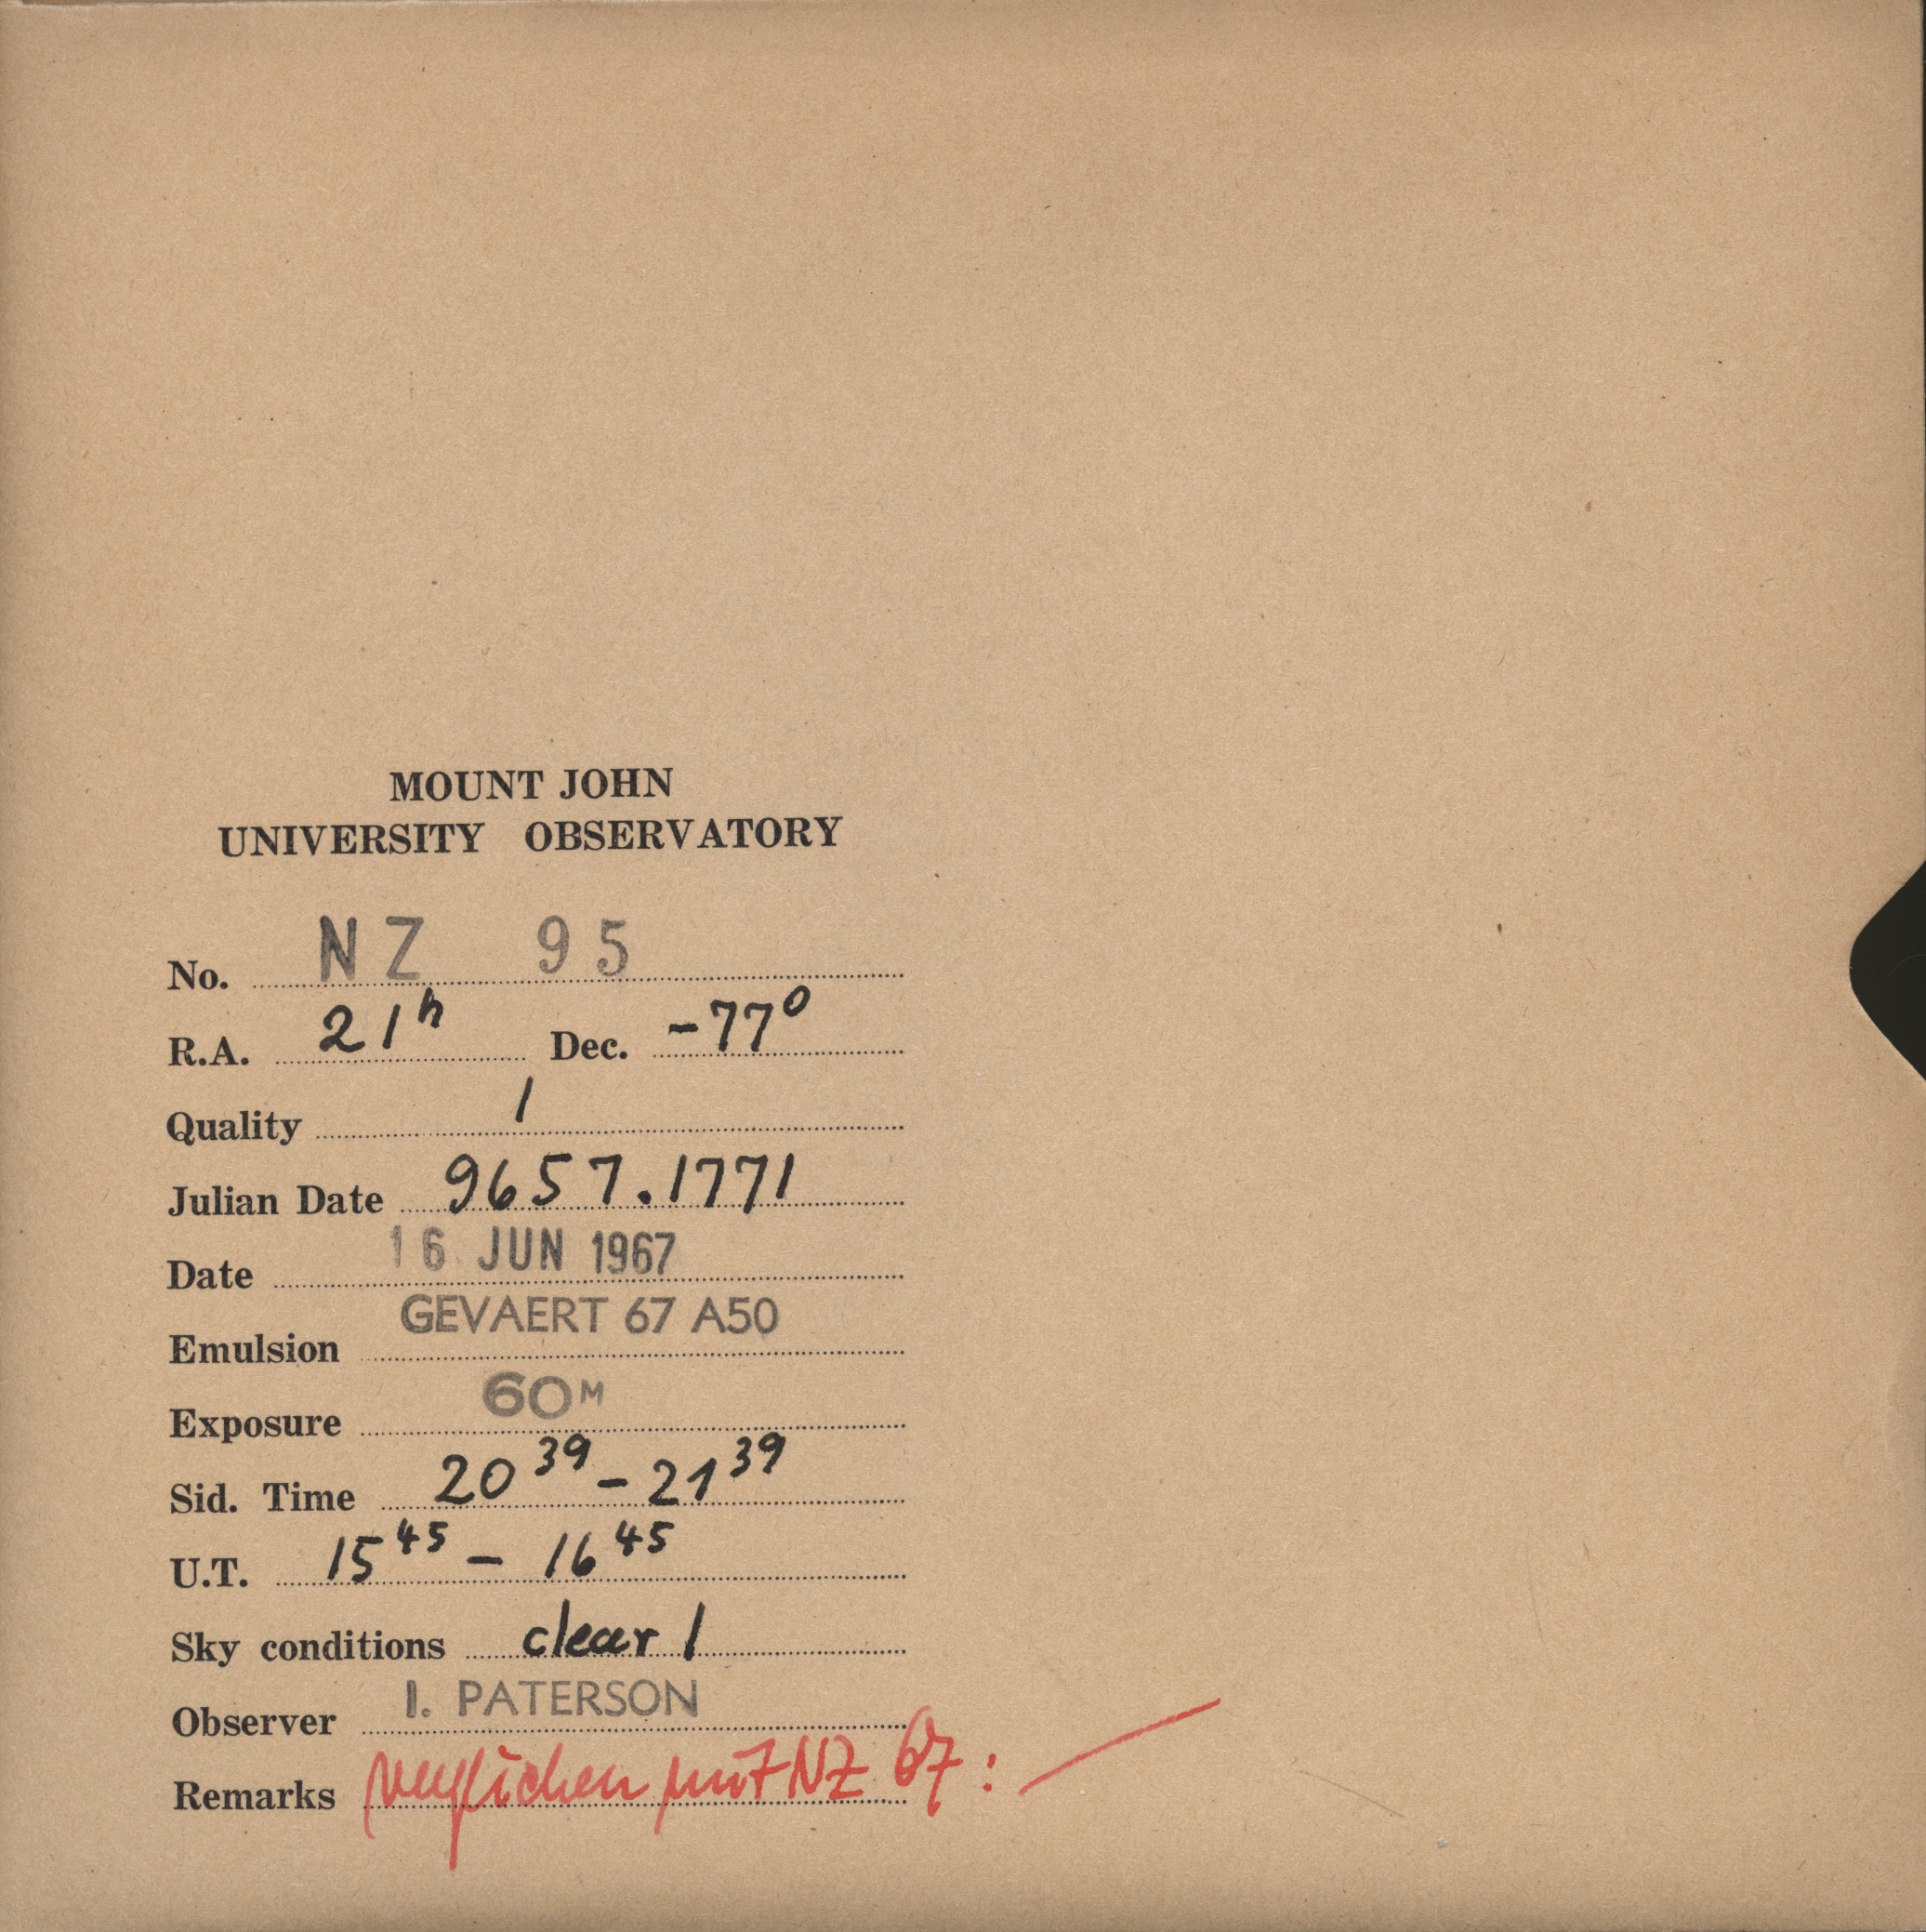 MOUNT JOHN
UNIVERSITY OBSERVATORY
No. NZ 95
R.A. 21h Dec. -77°
Quality 1
Julian Date 9657.1771
Date 16 JUN 1967
Emulsion GEVAERT 67 A50
Exposure 60M
Sid. Time 20 39 - 21 39
U.T. 15 45 - 16 45
Sky conditions clear 1
Observer I. PATERSON
Remarks verglichen mit NZ 67: —